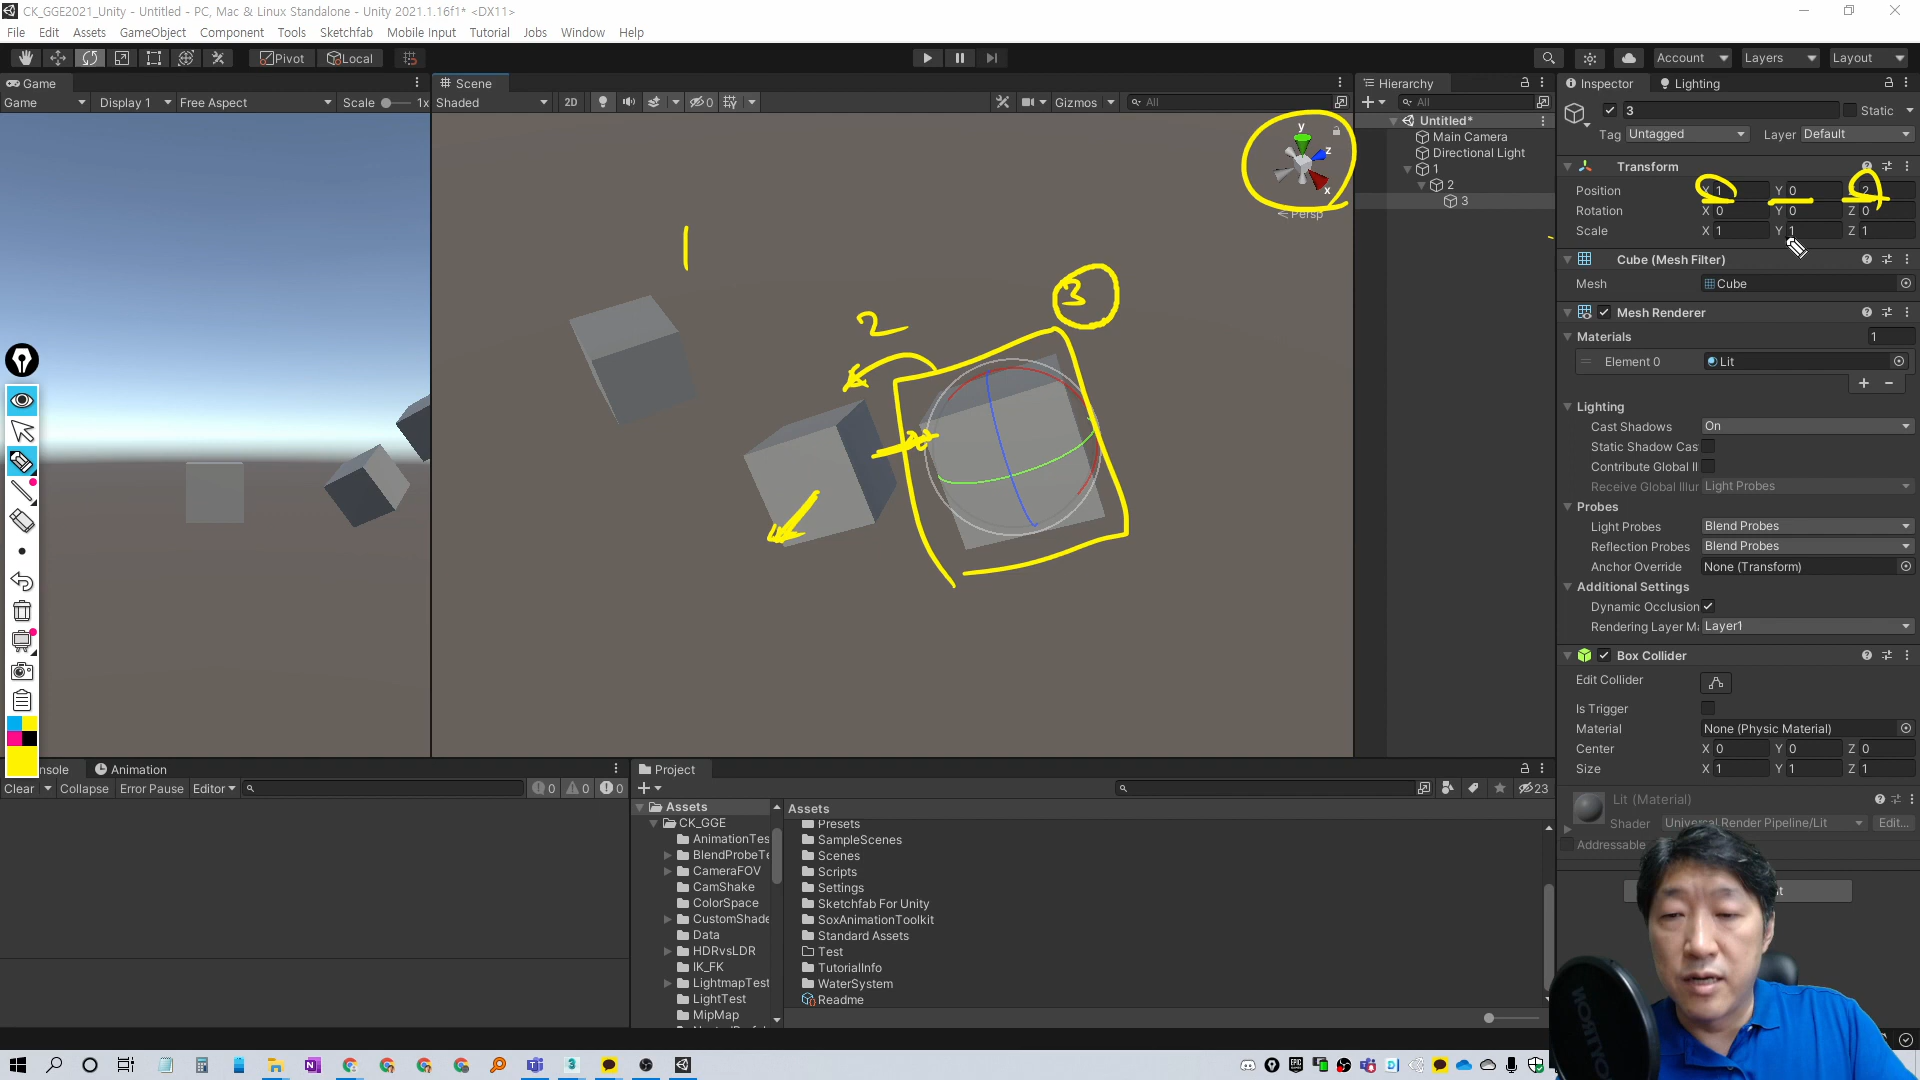 CK_GGE2021_Unity - Untitled - PC, Mac & Linux Standalone - Unity 2021.1.16f1* <DX11>
File Edit Assets GameObject Component Tools Sketchfab Mobile Input Tutorial Jobs Window Help
Pivot Local Account Layers Layout
Game Scene Hierarchy Inspector Lighting
Game Display 1 Free Aspect Scale 1x Shaded 2D 0 Gizmos All All
3 Static
Tag Untagged Layer Default
Untitled*
Main Camera
Directional Light
1
2
3
y
z
x
Persp
1
2
3
Transform
Position X 1 Y 0 2
Rotation X 0 Y 0 Z 0
Scale X 1 Y 1 Z 1
Cube (Mesh Filter)
Mesh Cube
Mesh Renderer
Materials 1
Element 0 Lit
Lighting
Cast Shadows On
Static Shadow Cas
Contribute Global Il
Receive Global Illur Light Probes
Probes
Light Probes Blend Probes
Reflection Probes Blend Probes
Anchor Override None (Transform)
Additional Settings
Dynamic Occlusion
Rendering Layer Ma Layer1
Box Collider
Edit Collider
Is Trigger
Material None (Physic Material)
Center X 0 Y 0 Z 0
Size X 1 Y 1 Z 1
Lit (Material)
Shader Universal Render Pipeline/Lit Edit...
Addressable
nsole Animation
Clear Collapse Error Pause Editor 0 0 0
Project
23
Assets
CK_GGE
AnimationTes
BlendProbeTe
CameraFOV
CamShake
ColorSpace
CustomShade
Data
HDRvsLDR
IK_FK
LightmapTest
LightTest
MipMap
Assets
Presets
SampleScenes
Scenes
Scripts
Settings
Sketchfab For Unity
SoxAnimationToolkit
Standard Assets
Test
TutorialInfo
WaterSystem
Readme